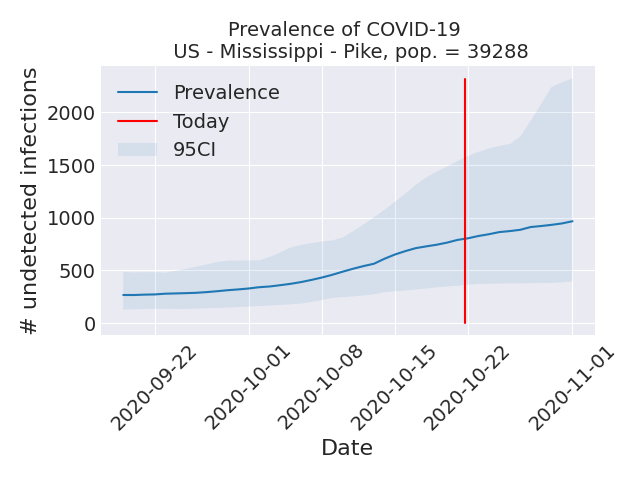 Prevalence of COVID-19
US - Mississippi - Pike, pop. = 39288
# undetected infections
2000
1500
1000
500
0
Prevalence
Today
95CI
2020-09-22
2020-10-01
2020-10-08
2020-10-15
2020-10-22
2020-11-01
Date